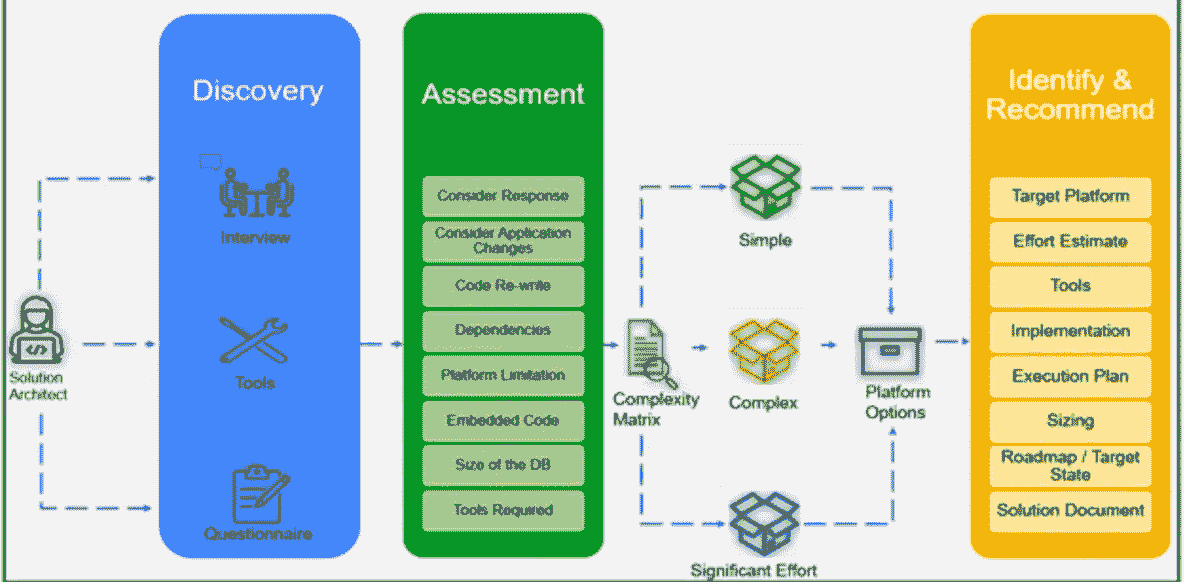 Discovery
Interview
Tools
Questionnaire
Solution
Architect
Assessment
Consider Response
Consider Application
Changes
Code Re-write
Dependencies
Platform Limitation
Embedded Code
Size of the DB
Tools Required
Complexity
Matrix
Simple
Complex
Significant Effort
Platform
Options
Identify &
Recommend
Target Platform
Effort Estimate
Tools
Implementation
Execution Plan
Sizing
Roadmap / Target
State
Solution Document